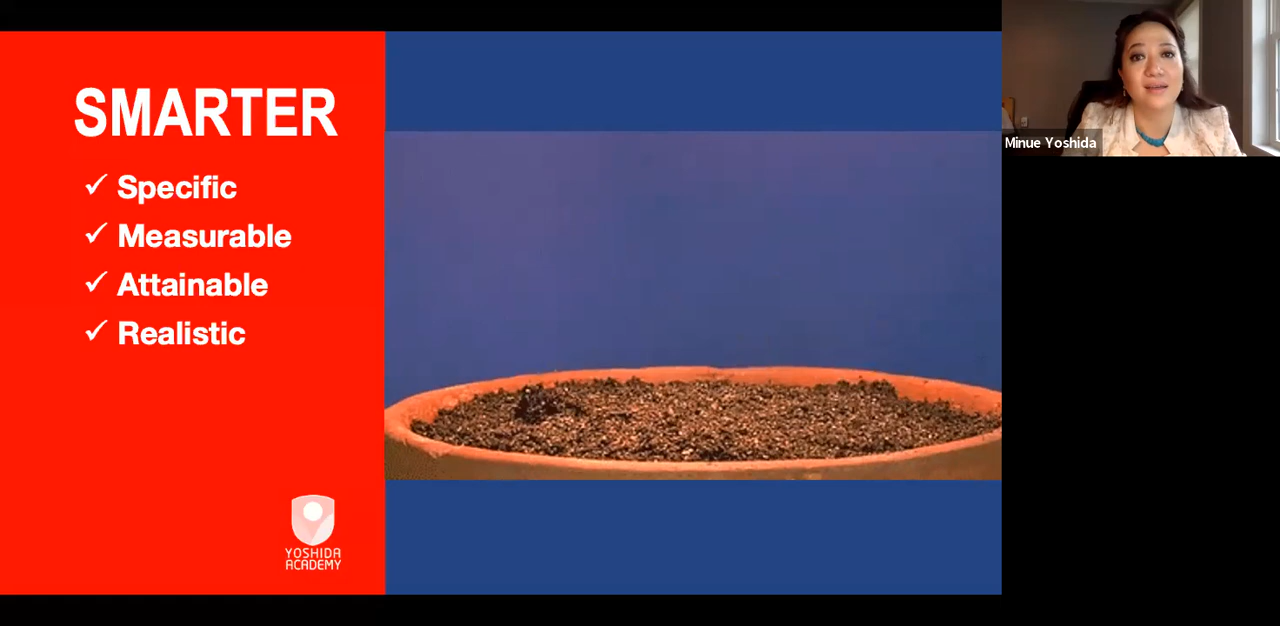 SMARTER
✓ Specific
✓ Measurable
✓ Attainable
✓ Realistic
YOSHIDA
ACADEMY
Minue Yoshida